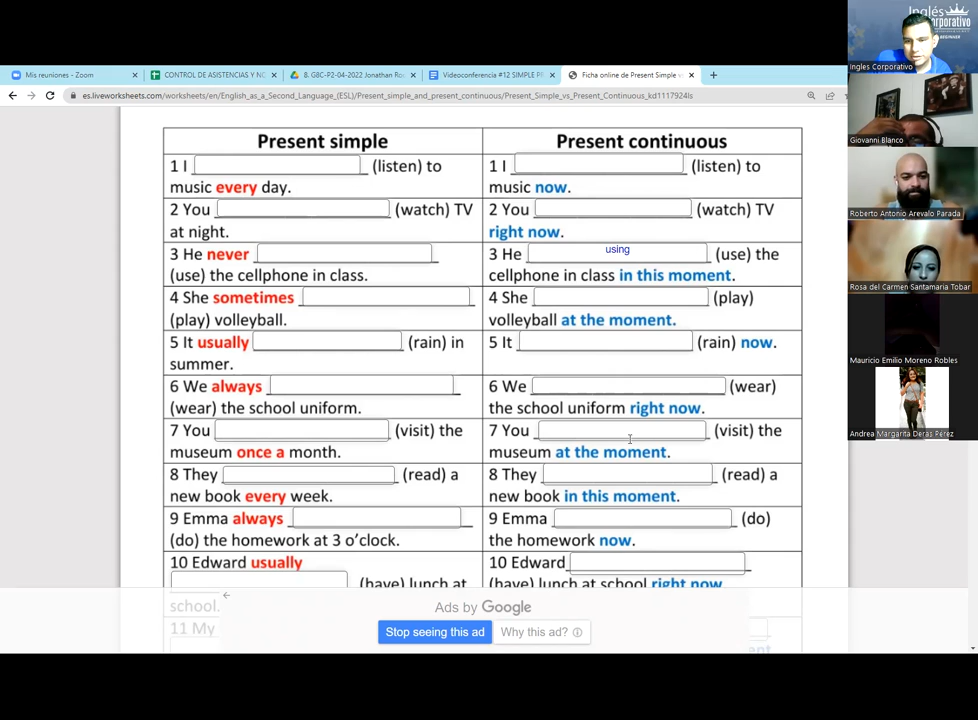 Inglés
Corporativo
BEGINNER
Ingles Corporativo
Mis reuniones - Zoom
CONTROL DE ASISTENCIAS Y NO
8. GBC-P2-04-2022 Jonathan Ro
Videoconferencia #12 SIMPLE PR
Ficha online de Present Simple v
es.liveworksheets.com/worksheets/en/English_as_a_Second_Language_(ESL)/Present_simple_and_present_continuous/Present_Simple_vs_Present_Continuous_kd1117924ls
Giovanni Blanco
Roberto Antonio Arevalo Parada
Rosa del Carmen Santamaria Tobar
Mauricio Emilio Moreno Robles
Andrea Margarita Deras Pérez
Present simple
Present continuous
1 I (listen) to
music every day.
1 I (listen) to
music now.
2 You (watch) TV
at night.
2 You (watch) TV
right now.
3 He never
(use) the cellphone in class.
3 He using (use) the
cellphone in class in this moment.
4 She sometimes
(play) volleyball.
4 She (play)
volleyball at the moment.
5 It usually (rain) in
summer.
5 It (rain) now.
6 We always
(wear) the school uniform.
6 We (wear)
the school uniform right now.
7 You (visit) the
museum once a month.
7 You (visit) the
museum at the moment.
8 They (read) a
new book every week.
8 They (read) a
new book in this moment.
9 Emma always
(do) the homework at 3 o'clock.
9 Emma (do)
the homework now.
10 Edward usually
(have) lunch at
school.
10 Edward
(have) lunch at school right now
11 My
Ads by Google
Stop seeing this ad
Why this ad?